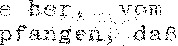 e her, vom
pfangen, daß